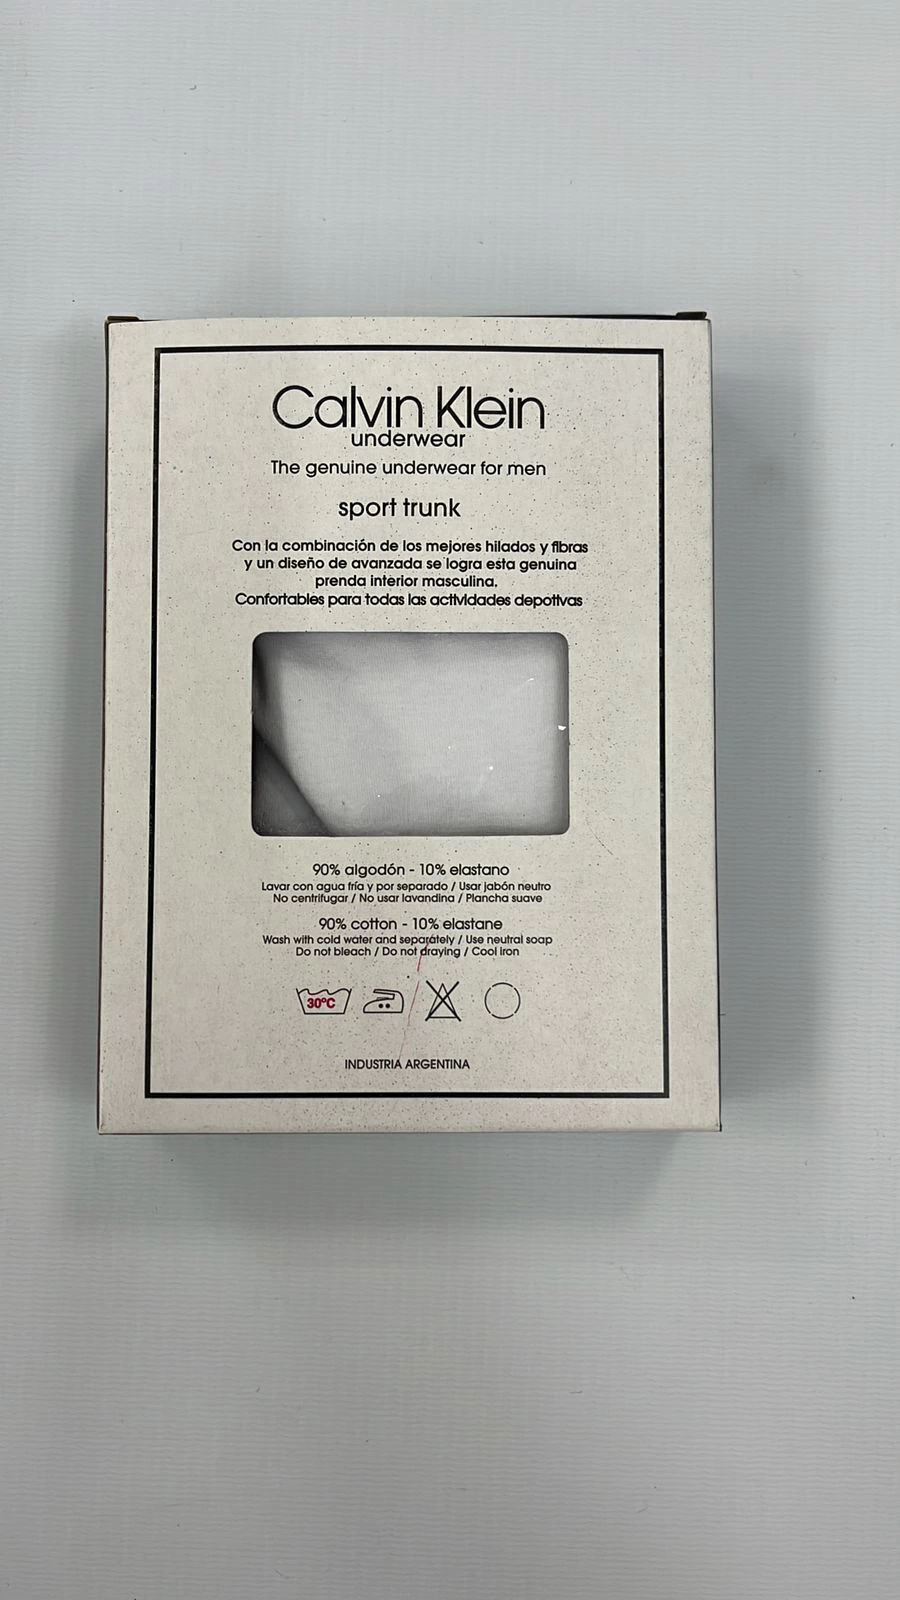 Calvin Klein
underwear
The genuine underwear for men
sport trunk
Con la combinación de los mejores hilados y fibras
y un diseño de avanzada se logra esta genuina
prenda interior masculina.
Confortables para todas las actividades depotivas
90% algodón - 10% elastano
Lavar con agua fría y por separado / Usar jabón neutro
No centrifugar / No usar lavandina / Plancha suave
90% cotton - 10% elastane
Wash with cold water and separately / Use neutral soap
Do not bleach / Do not draying / Cool iron
30°C
INDUSTRIA ARGENTINA